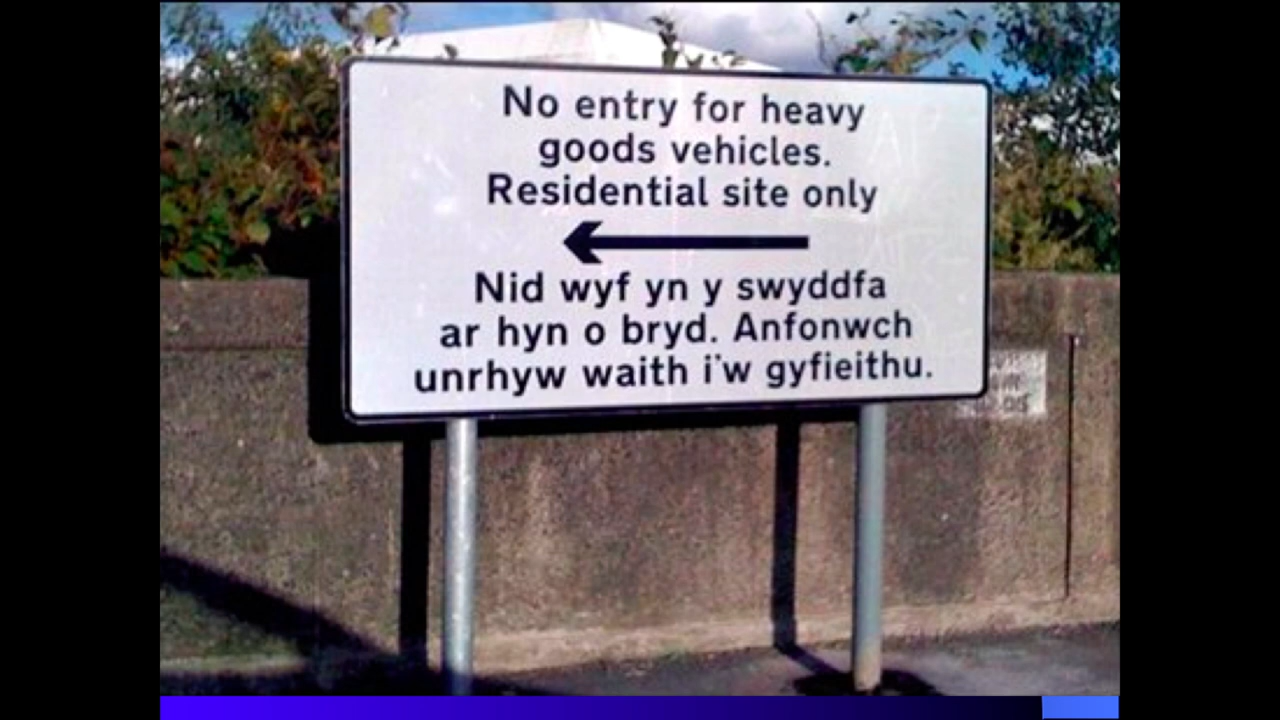 No entry for heavy
goods vehicles.
Residential site only
Nid wyf yn y swyddfa
ar hyn o bryd. Anfonwch
unrhyw waith i'w gyfieithu.